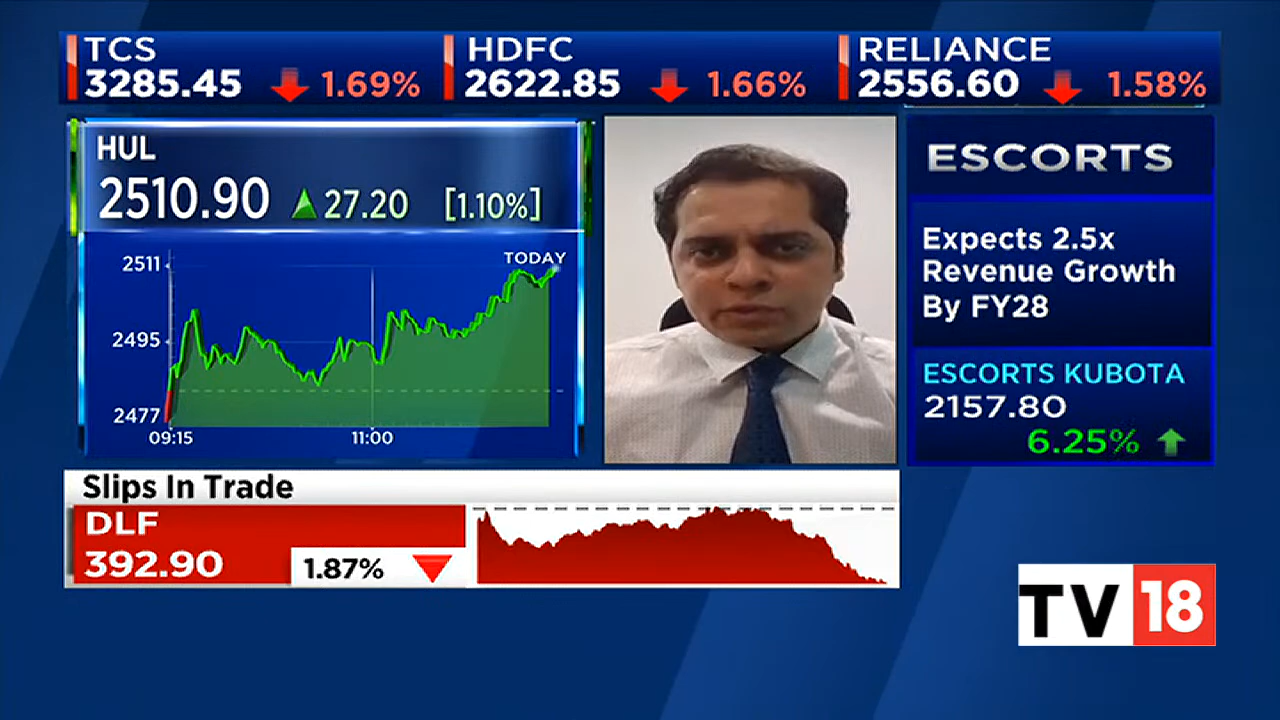 TCS
3285.45 1.69%
HDFC
2622.85 1.66%
RELIANCE
2556.60 1.58%
HUL
2510.90 27.20 [1.10%]
TODAY
2511
2495
2477
09:15 11:00
ESCORTS
Expects 2.5x
Revenue Growth
By FY28
ESCORTS KUBOTA
2157.80
6.25%
Slips In Trade
DLF
392.90 1.87%
TV18